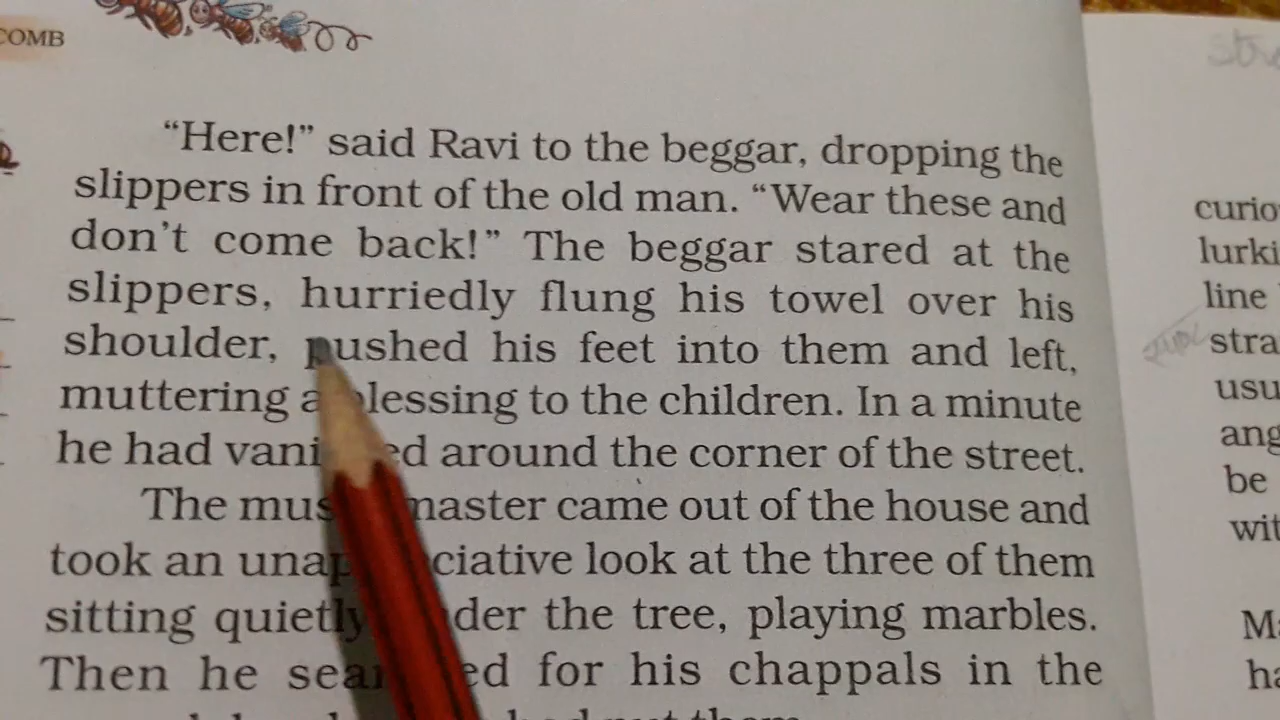 COMB
"Here!" said Ravi to the beggar, dropping the
slippers in front of the old man. "Wear these and
don't come back!" The beggar stared at the
slippers, hurriedly flung his towel over his
shoulder, pushed his feet into them and left,
muttering a blessing to the children. In a minute
he had vanished around the corner of the street.
The music master came out of the house and
took an unappreciative look at the three of them
sitting quietly under the tree, playing marbles.
Then he searched for his chappals in the
curio
lurki
line
stra
usu
ang
be
wit
Ma
ha